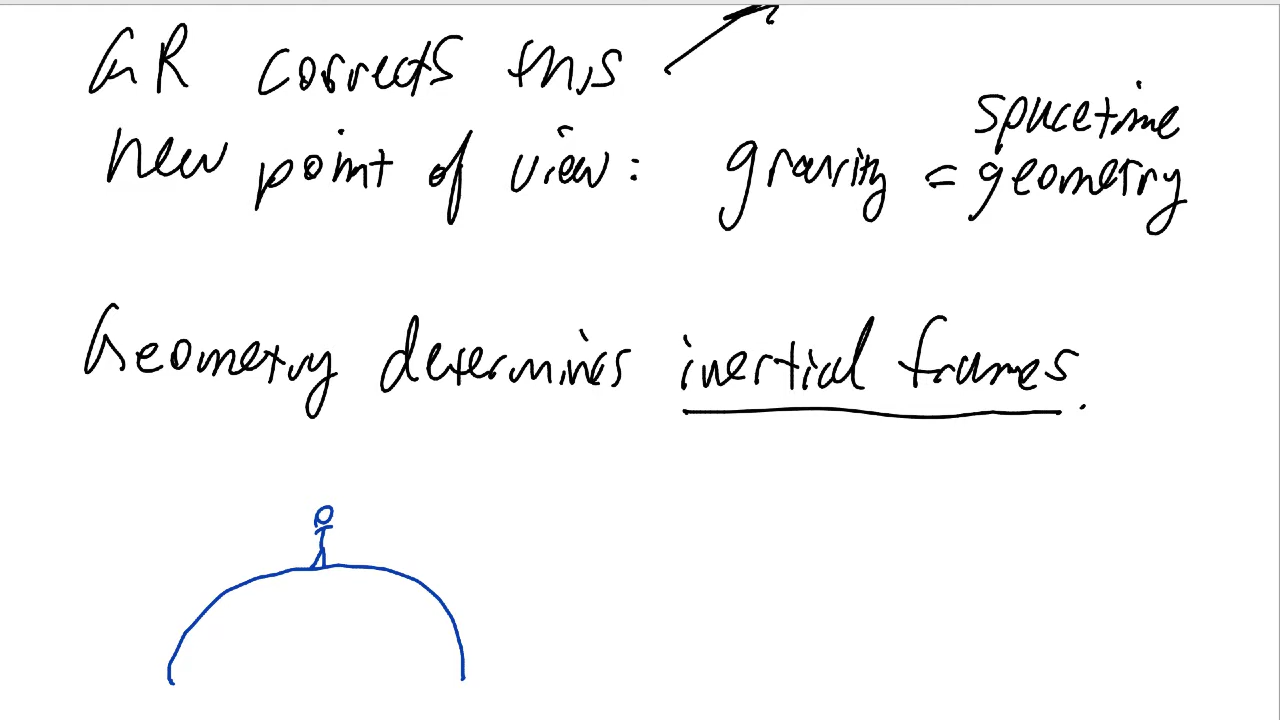 GR corrects this
new point of view: gravity = spacetime geometry
Geometry determines inertial frames.